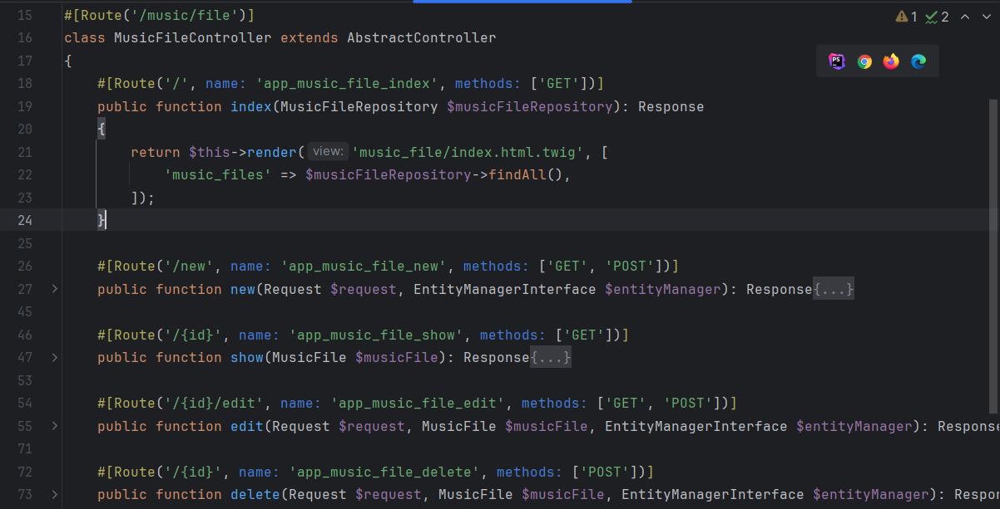 15 #[Route('/music/file')]
1 2
16 class MusicFileController extends AbstractController
17 {
PS
18 #[Route('/', name: 'app_music_file_index', methods: ['GET'])]
19 public function index(MusicFileRepository $musicFileRepository): Response
20 {
21 return $this->render( view: 'music_file/index.html.twig', [
22 'music_files' => $musicFileRepository->findAll(),
23 ]);
24 }
25
26 #[Route('/new', name: 'app_music_file_new', methods: ['GET', 'POST'])]
27 public function new(Request $request, EntityManagerInterface $entityManager): Response{...}
45
46 #[Route('/{id}', name: 'app_music_file_show', methods: ['GET'])]
47 public function show(MusicFile $musicFile): Response{...}
53
54 #[Route('/{id}/edit', name: 'app_music_file_edit', methods: ['GET', 'POST'])]
55 public function edit(Request $request, MusicFile $musicFile, EntityManagerInterface $entityManager): Response
71
72 #[Route('/{id}', name: 'app_music_file_delete', methods: ['POST'])]
73 public function delete(Request $request, MusicFile $musicFile, EntityManagerInterface $entityManager): Respon